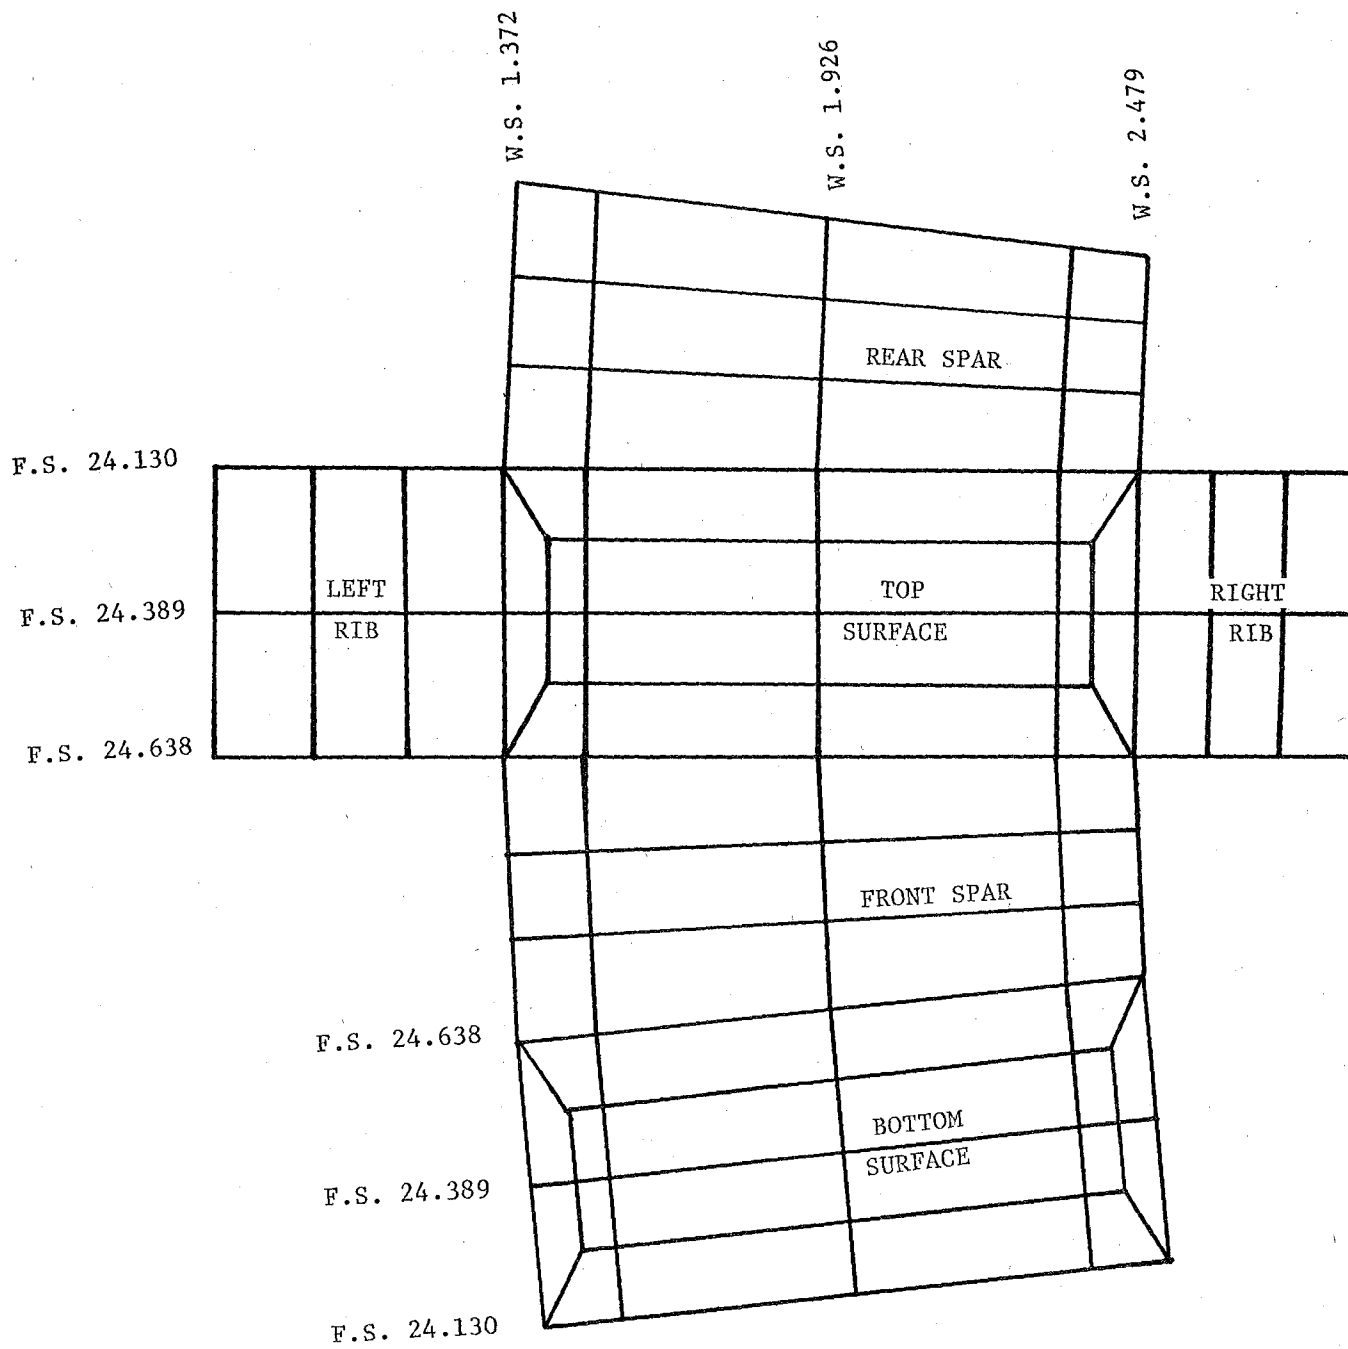 W.S. 1.372
W.S. 1.926
W.S. 2.479
REAR SPAR
F.S. 24.130
LEFT
RIB
TOP
SURFACE
RIGHT
RIB
F.S. 24.389
F.S. 24.638
FRONT SPAR
F.S. 24.638
BOTTOM
SURFACE
F.S. 24.389
F.S. 24.130